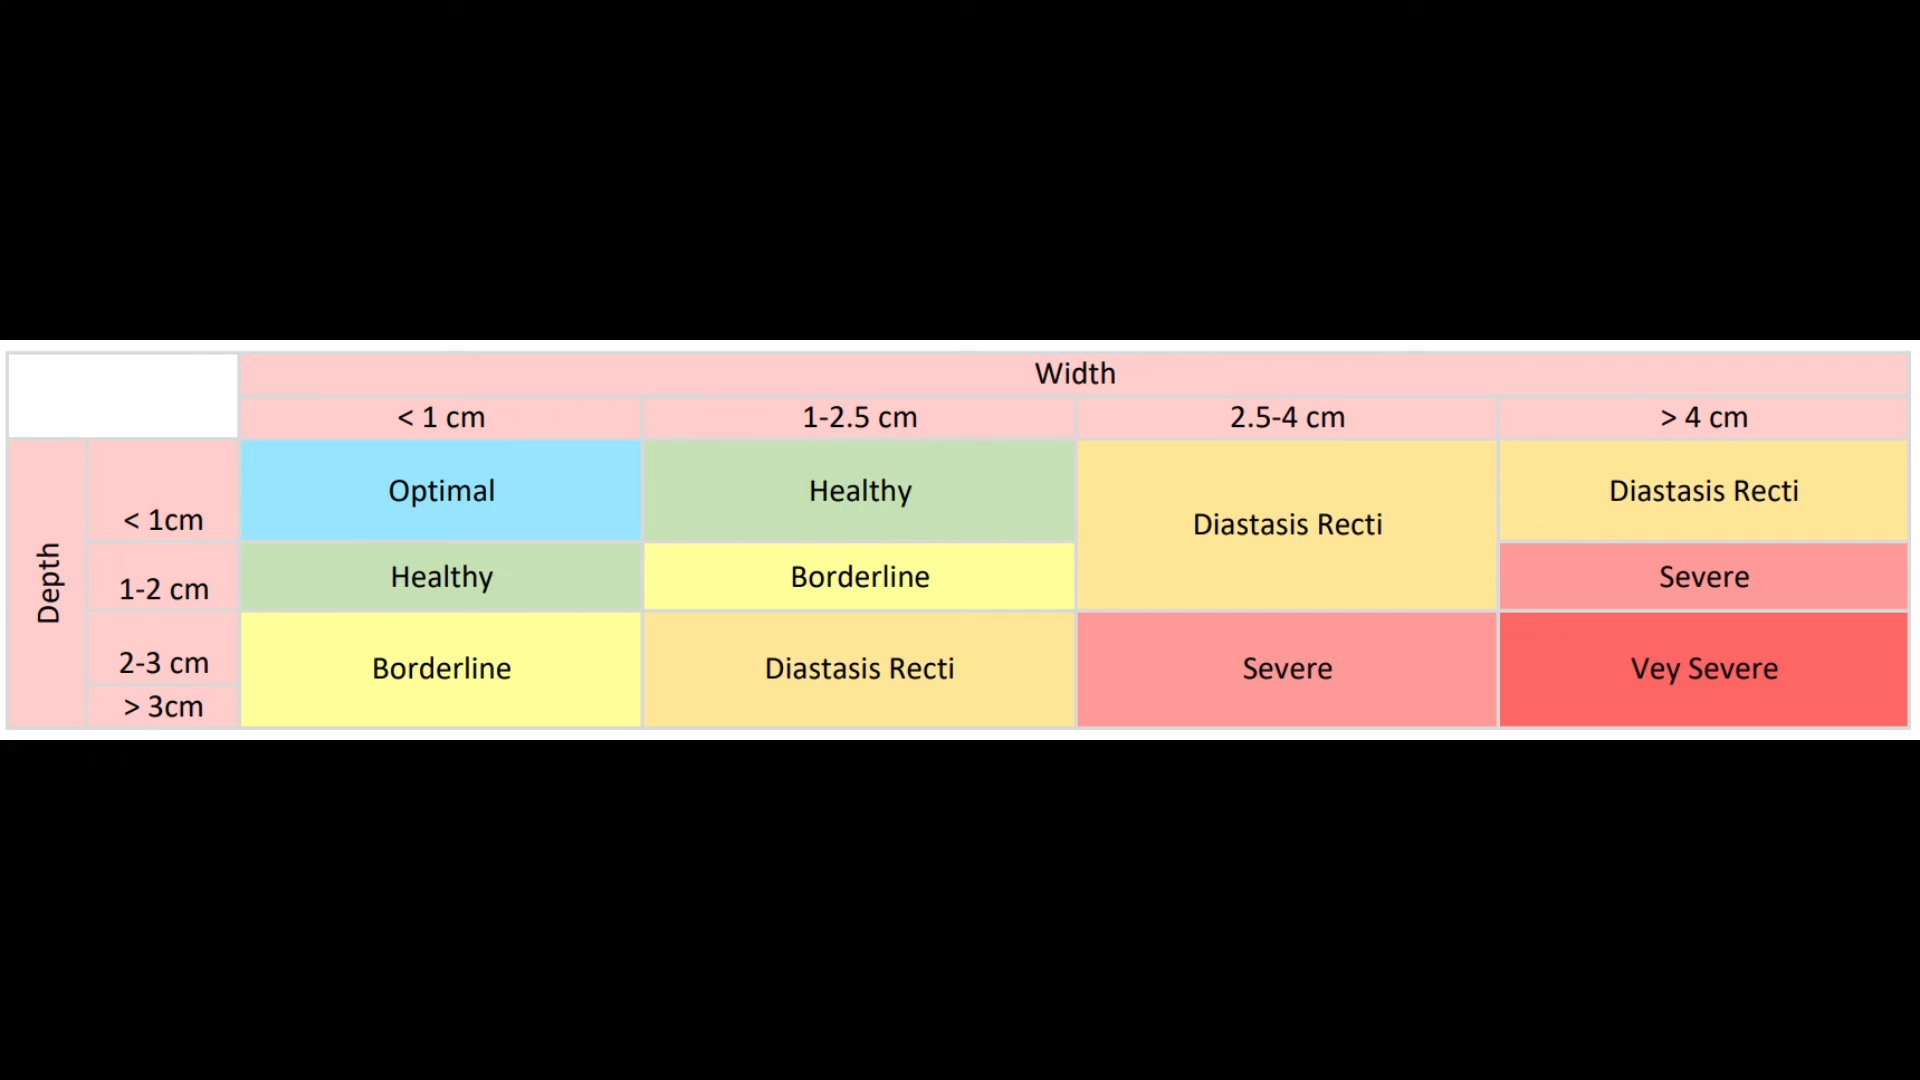 Width
< 1 cm 1-2.5 cm 2.5-4 cm > 4 cm
Depth
< 1cm Optimal Healthy Diastasis Recti Diastasis Recti
1-2 cm Healthy Borderline Severe
2-3 cm Borderline Diastasis Recti Severe Vey Severe
> 3cm